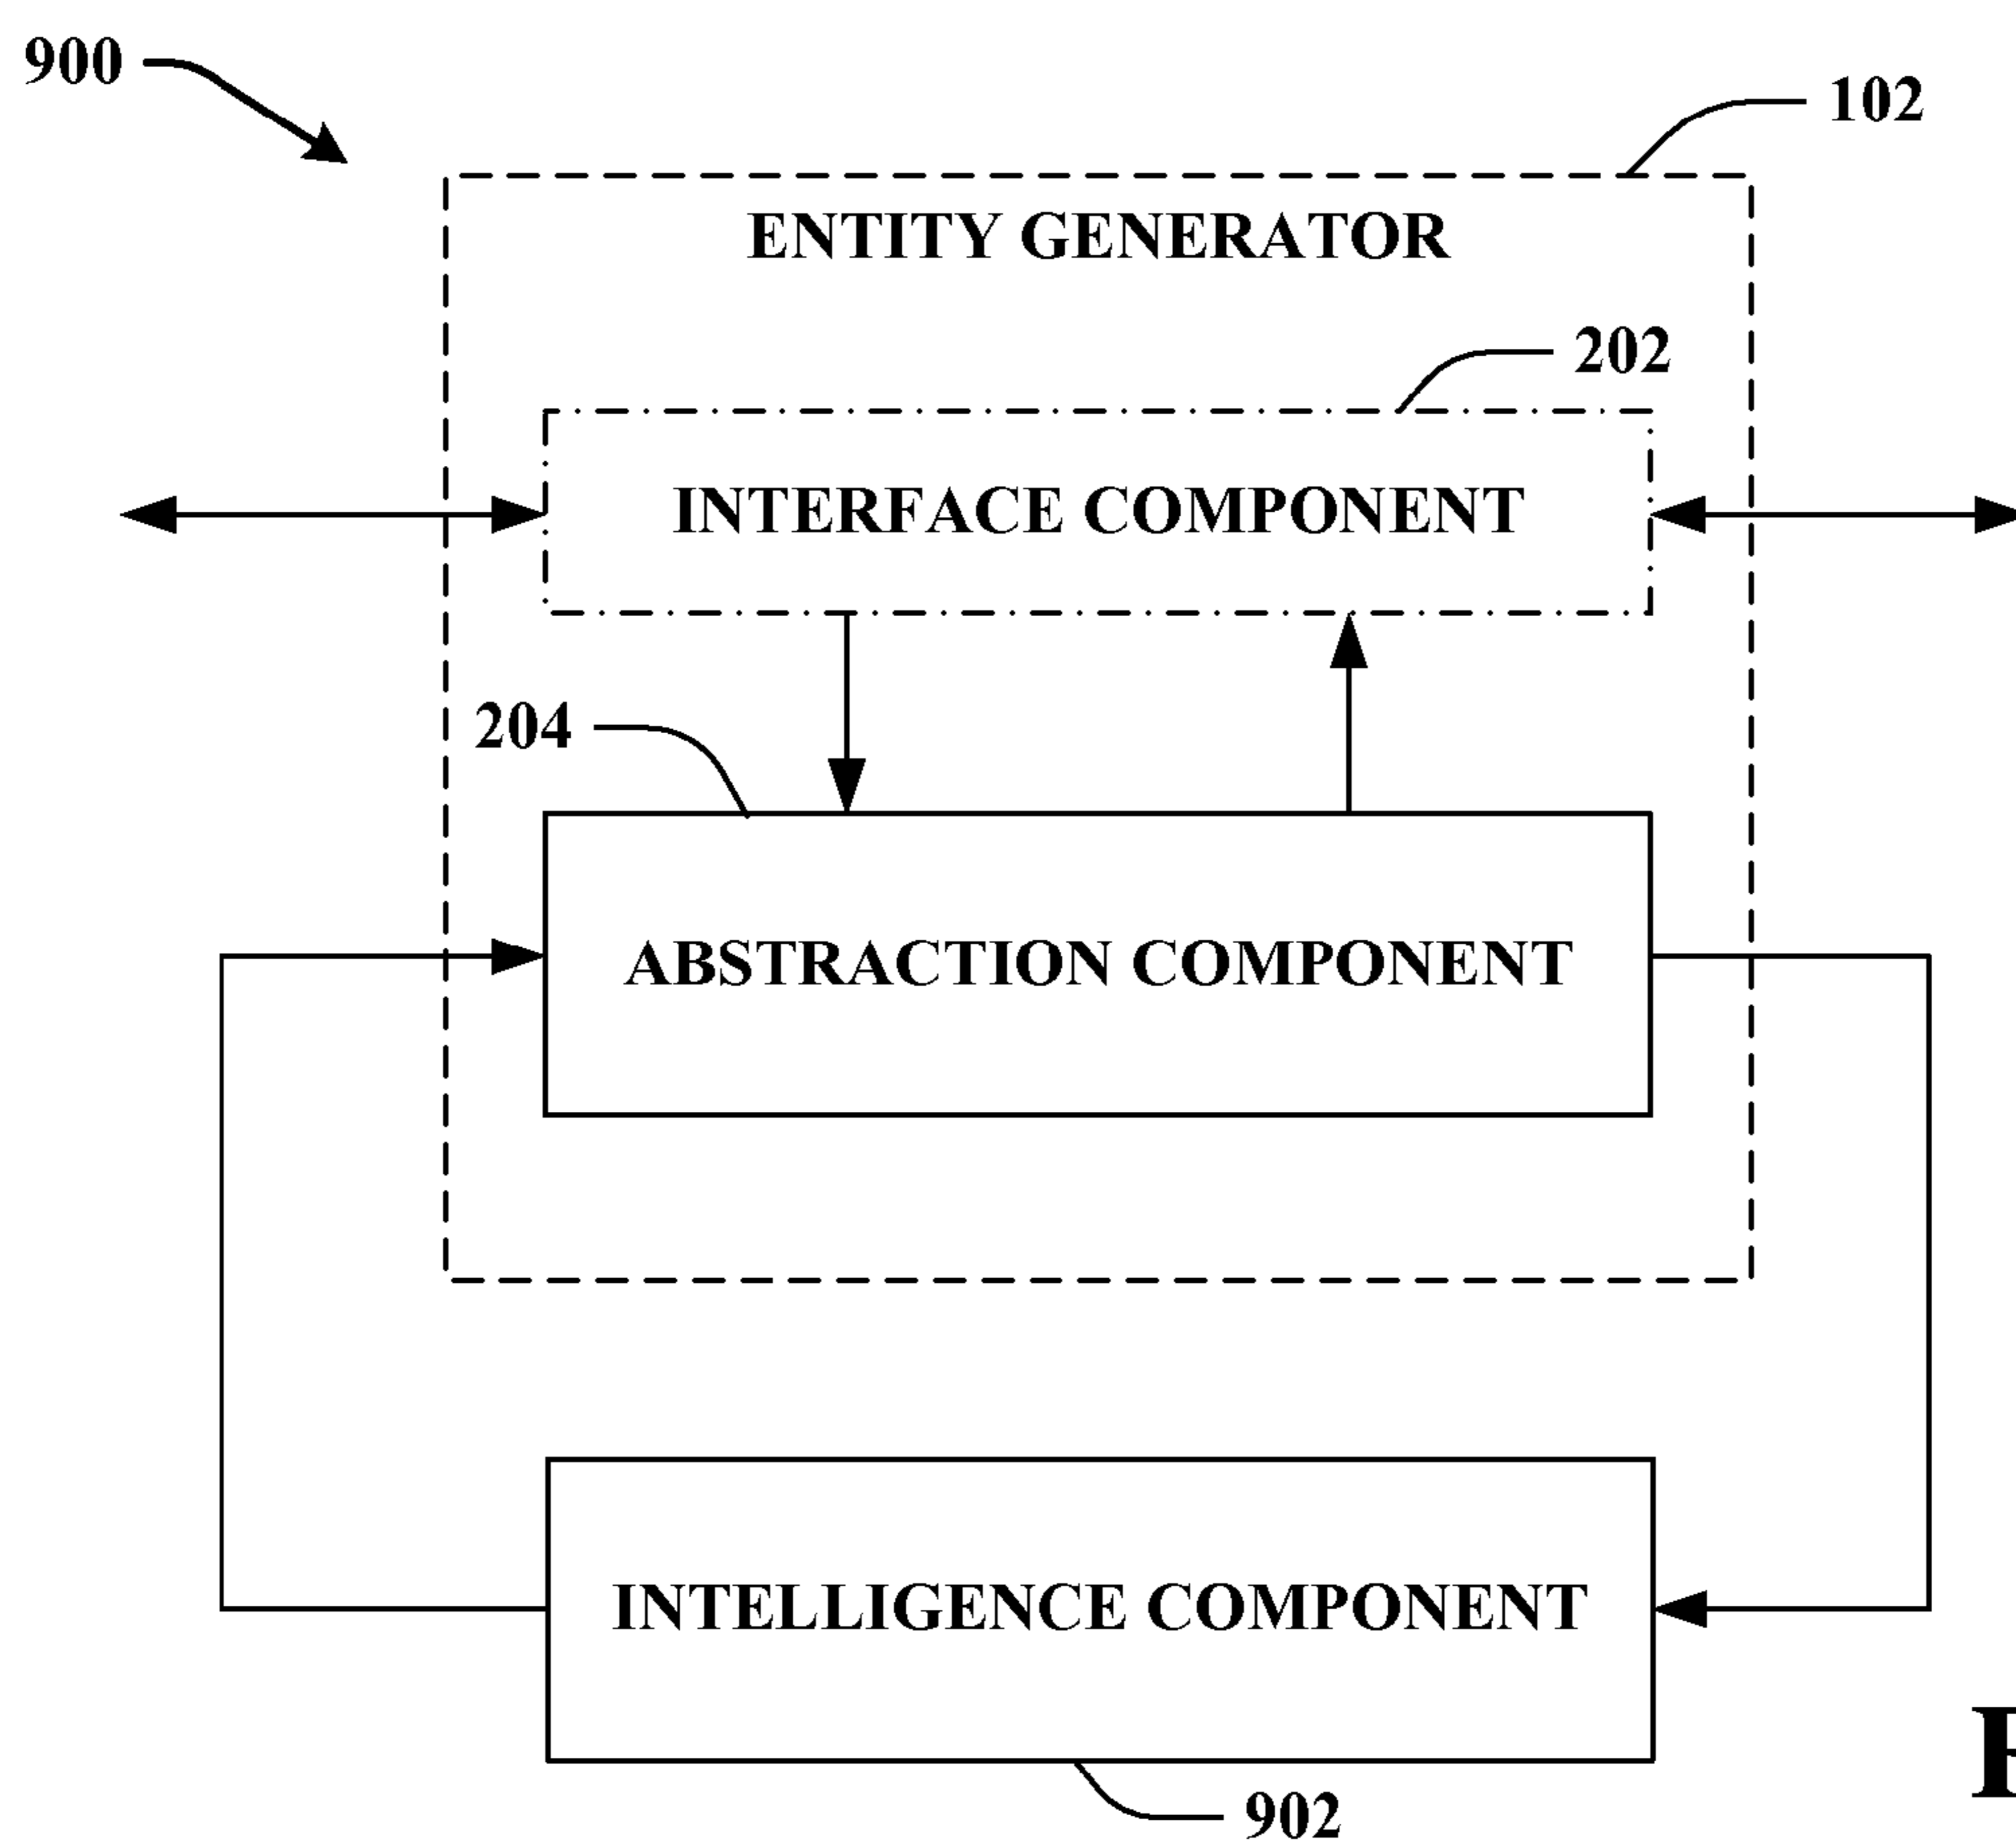 900
102
ENTITY GENERATOR
202
INTERFACE COMPONENT
204
ABSTRACTION COMPONENT
INTELLIGENCE COMPONENT
902